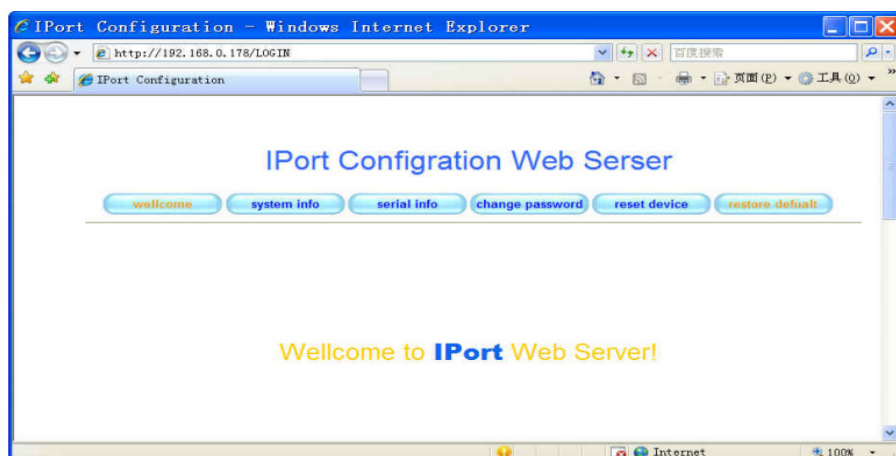 IPort Configuration - Windows Internet Explorer
http://192.168.0.178/LOGIN
百度搜索
IPort Configuration
页面(P)
工具(O)
»
IPort Configration Web Serser
wellcome
system info
serial info
change password
reset device
restore defualt
Wellcome to IPort Web Server!
Internet
100%